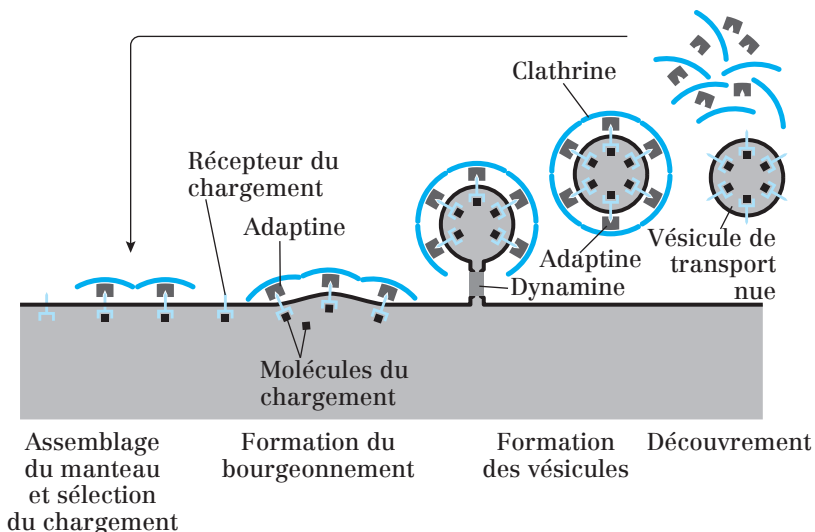 Clathrine
Récepteur du
chargement
Adaptine
Adaptine
Dynamine
Vésicule de
transport
nue
Molécules du
chargement
Assemblage
du manteau
et sélection
du chargement
Formation du
bourgeonnement
Formation
des vésicules
Découvrement